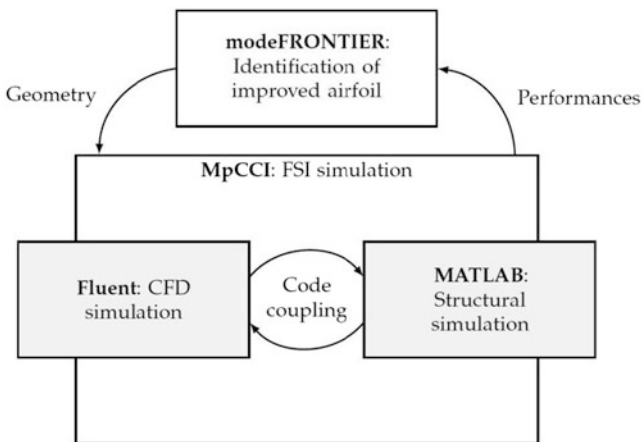 modeFRONTIER:
Identification of
improved airfoil
Geometry
Performances
MpCCI: FSI simulation
Fluent: CFD
simulation
Code
coupling
MATLAB:
Structural
simulation